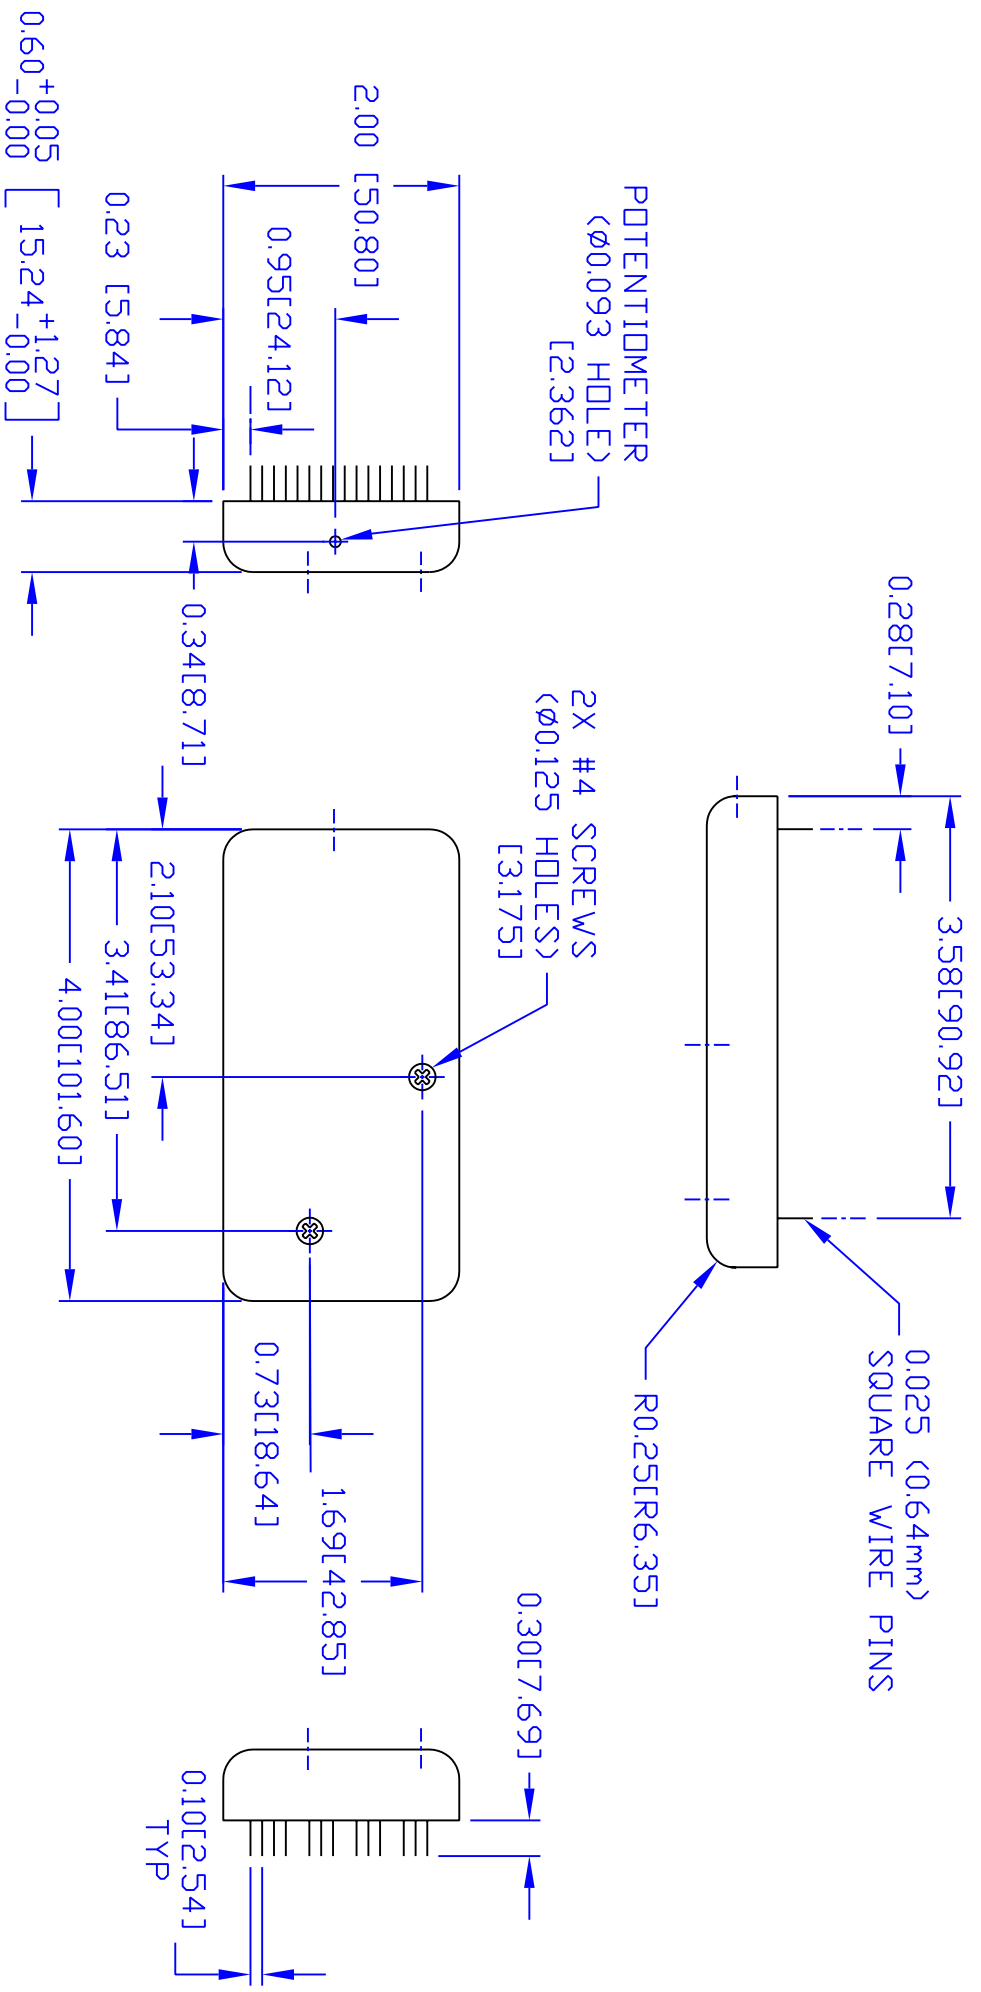 0.28[7.10]
3.58[90.92]
0.025 (0.64mm)
SQUARE WIRE PINS
R0.25[R6.35]
POTENTIOMETER
(Ø0.093 HOLE)
[2.362]
2X #4 SCREWS
(Ø0.125 HOLES)
[3.175]
0.30[7.69]
2.00 [50.80]
0.95[24.12]
1.69[42.85]
0.73[18.64]
0.34[8.71]
0.10[2.54]
TYP
2.10[53.34]
0.23 [5.84]
3.41[86.51]
4.00[101.60]
0.60 +0.05 -0.00 [ 15.24 +1.27 -0.00 ]